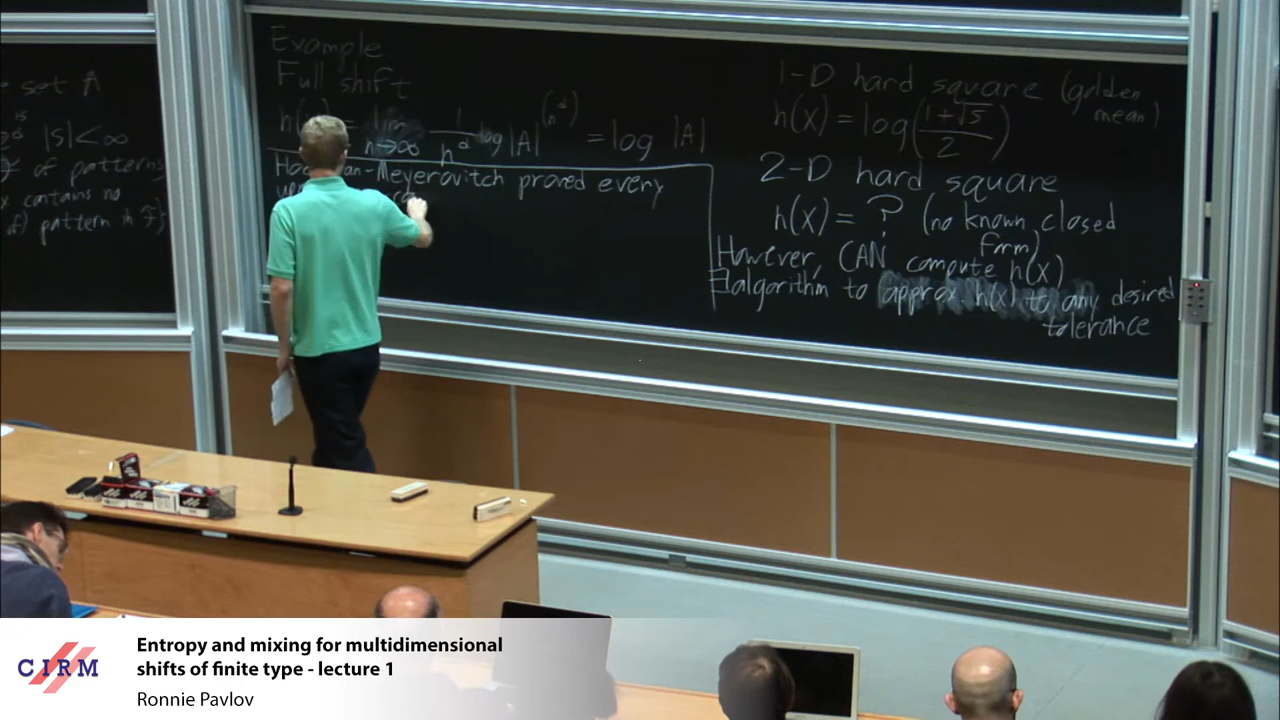 set A
is
|S|<∞
of patterns
x contains no
pattern in
Example
Full shift
lim
n→∞
1
n^d
log|A|^(n^d) = log |A|
-Meyerovitch proved every
1-D hard square (golden
mean)
h(X)=log(
1+√5
2
)
2-D hard square
h(X) = ? (no known closed
form)
However, CAN compute h(X)
∃algorithm to approx. h(X) to any desired
tolerance
CIRM
Entropy and mixing for multidimensional
shifts of finite type - lecture 1
Ronnie Pavlov